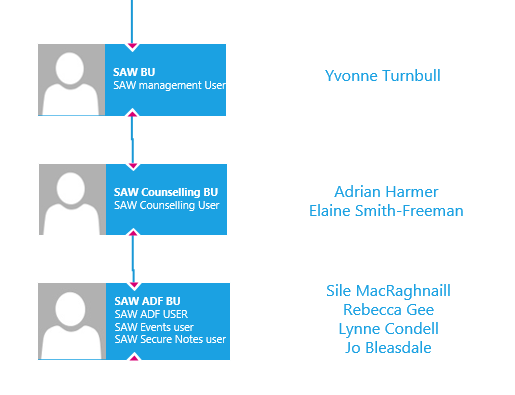 SAW BU
SAW management User
Yvonne Turnbull
SAW Counselling BU
SAW Counselling User
Adrian Harmer
Elaine Smith-Freeman
SAW ADF BU
SAW ADF USER
SAW Events user
SAW Secure Notes user
Sile MacRaghnaill
Rebecca Gee
Lynne Condell
Jo Bleasdale